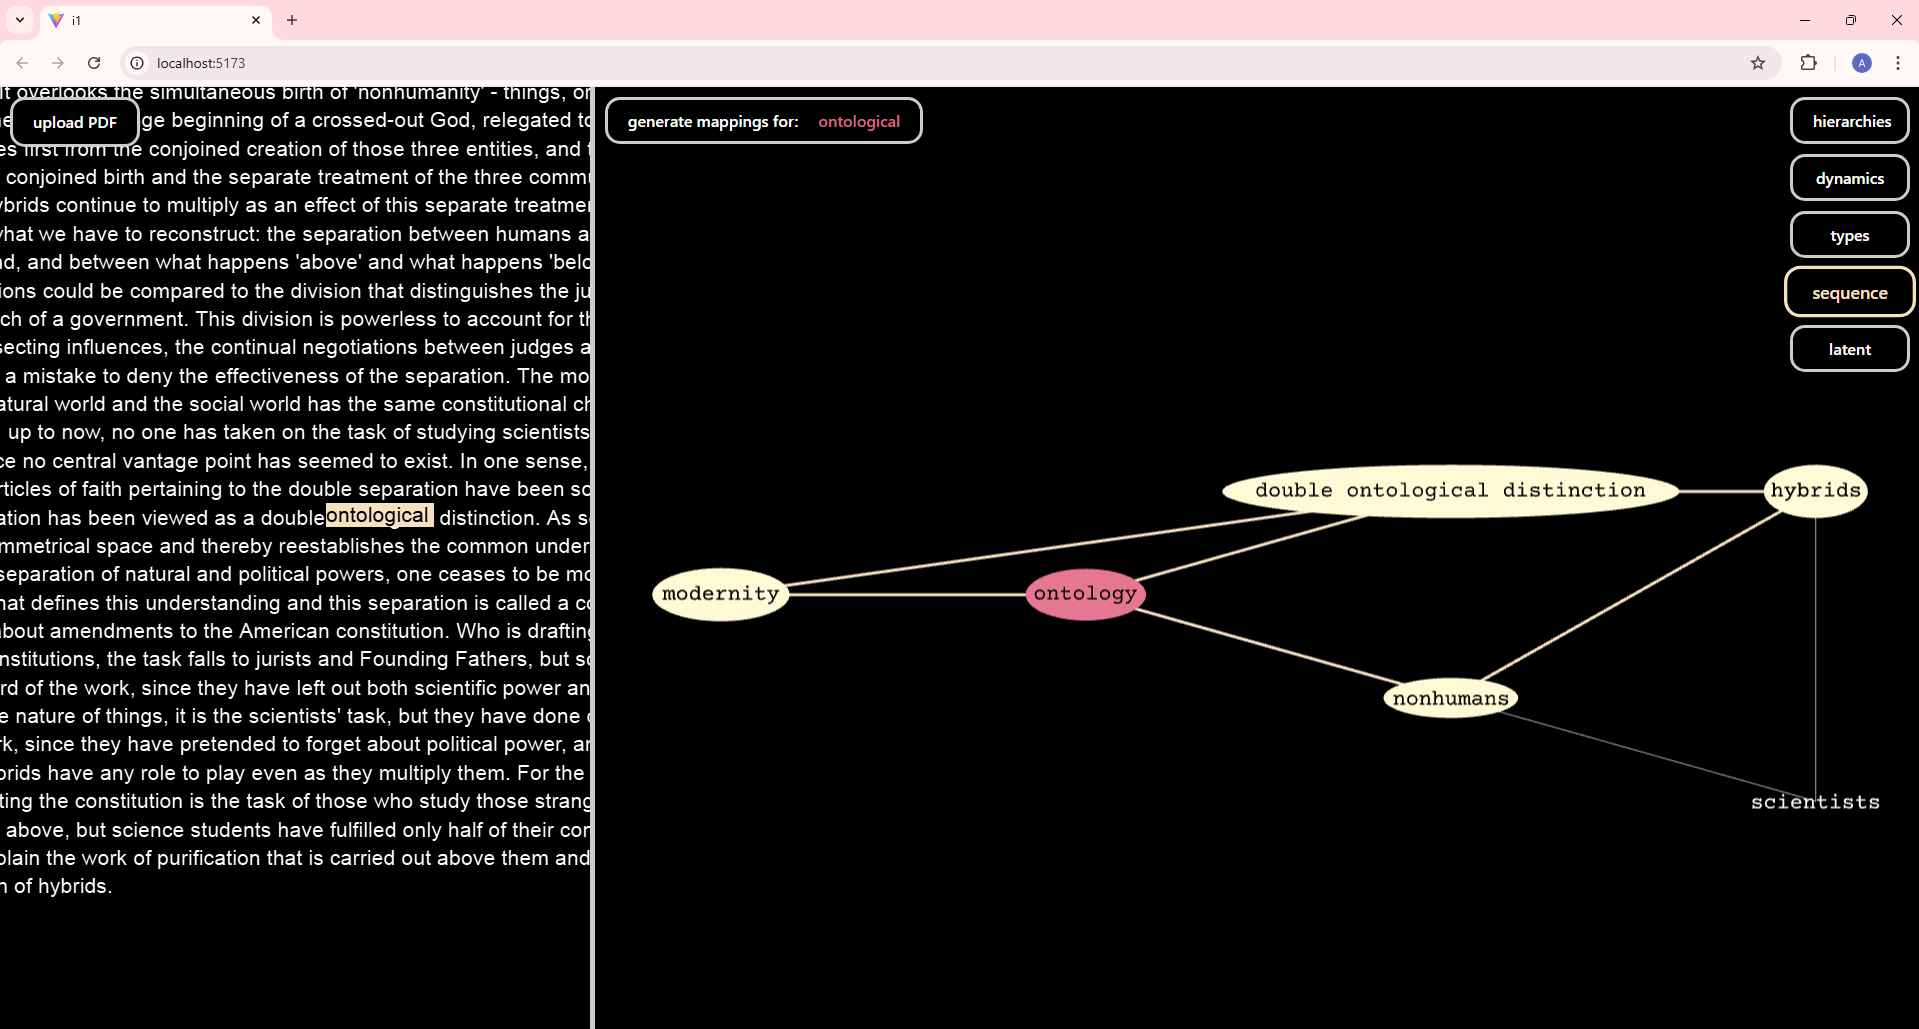 i1
localhost:5173
A
It overlooks the simultaneous birth of 'nonhumanity' - things, or
upload PDF
ge beginning of a crossed-out God, relegated to
es first from the conjoined creation of those three entities, and
conjoined birth and the separate treatment of the three
hybrids continue to multiply as an effect of this separate
what we have to reconstruct: the separation between humans
and, and between what happens 'above' and what happens
ions could be compared to the division that distinguishes the
ch of a government. This division is powerless to account for
secting influences, the continual negotiations between judges
a mistake to deny the effectiveness of the separation. The
atural world and the social world has the same constitutional
up to now, no one has taken on the task of studying scientists
ce no central vantage point has seemed to exist. In one sense,
rticles of faith pertaining to the double separation have been
ation has been viewed as a double ontological distinction. As
mmetrical space and thereby reestablishes the common under
separation of natural and political powers, one ceases to be
hat defines this understanding and this separation is called a
about amendments to the American constitution. Who is drafting
nstitutions, the task falls to jurists and Founding Fathers, but
rd of the work, since they have left out both scientific power
e nature of things, it is the scientists' task, but they have done
rk, since they have pretended to forget about political power,
brids have any role to play even as they multiply them. For the
ting the constitution is the task of those who study those
above, but science students have fulfilled only half of their
plain the work of purification that is carried out above them and
n of hybrids.
generate mappings for: ontological
hierarchies
dynamics
types
sequence
latent
double ontological distinction
hybrids
modernity
ontology
nonhumans
scientists